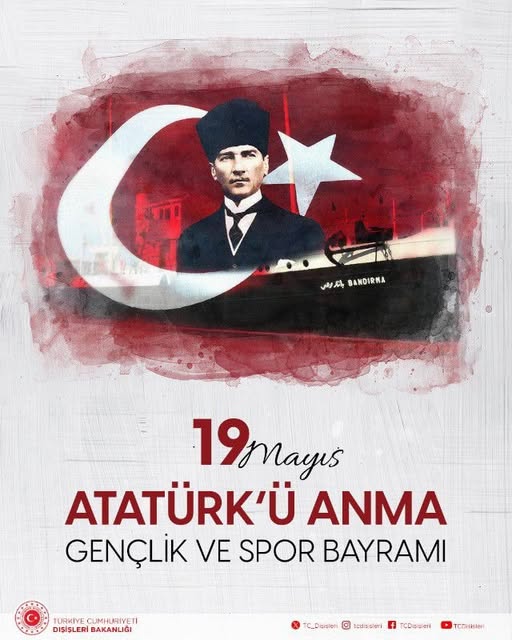 باندرمه BANDIRMA
19 Mayıs
ATATÜRK'Ü ANMA
GENÇLİK VE SPOR BAYRAMI
TÜRKİYE CUMHURİYETİ
DIŞİŞLERİ BAKANLIĞI
TC_Disisleri tcdisisleri TCDisisleri TCDisisleri